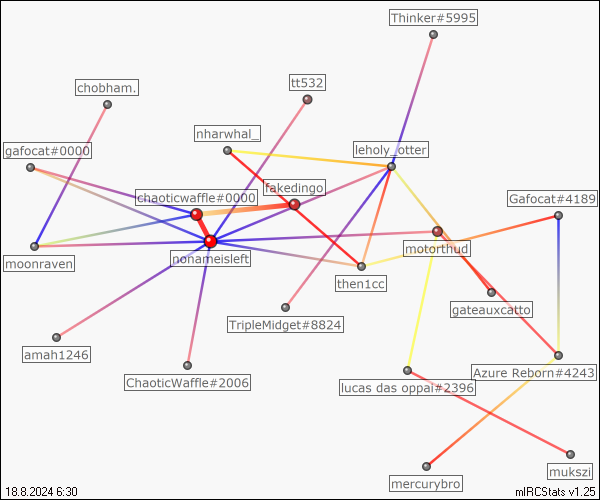 Thinker#5995
chobham.
tt532
nharwhal_
gafocat#0000
leholy_otter
fakedingo
chaoticwaffle#0000
Gafocat#4189
motorthud
nonameisleft
moonraven
then1cc
gateauxcatto
TripleMidget#8824
amah1246
Azure Reborn#4243
ChaoticWaffle#2006
lucas das oppai#2396
mukszi
mercurybro
18.8.2024 6:30
mIRCStats v1.25